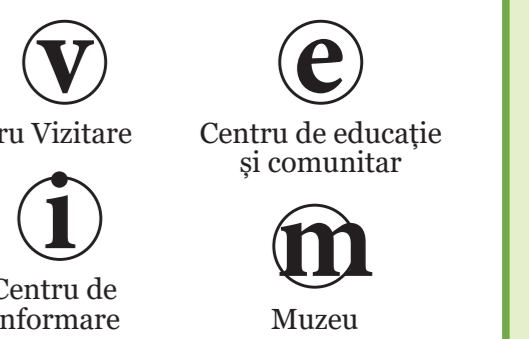 v
e
ru Vizitare
Centru de educație
și comunitar
i
m
Centru de
nformare
Muzeu